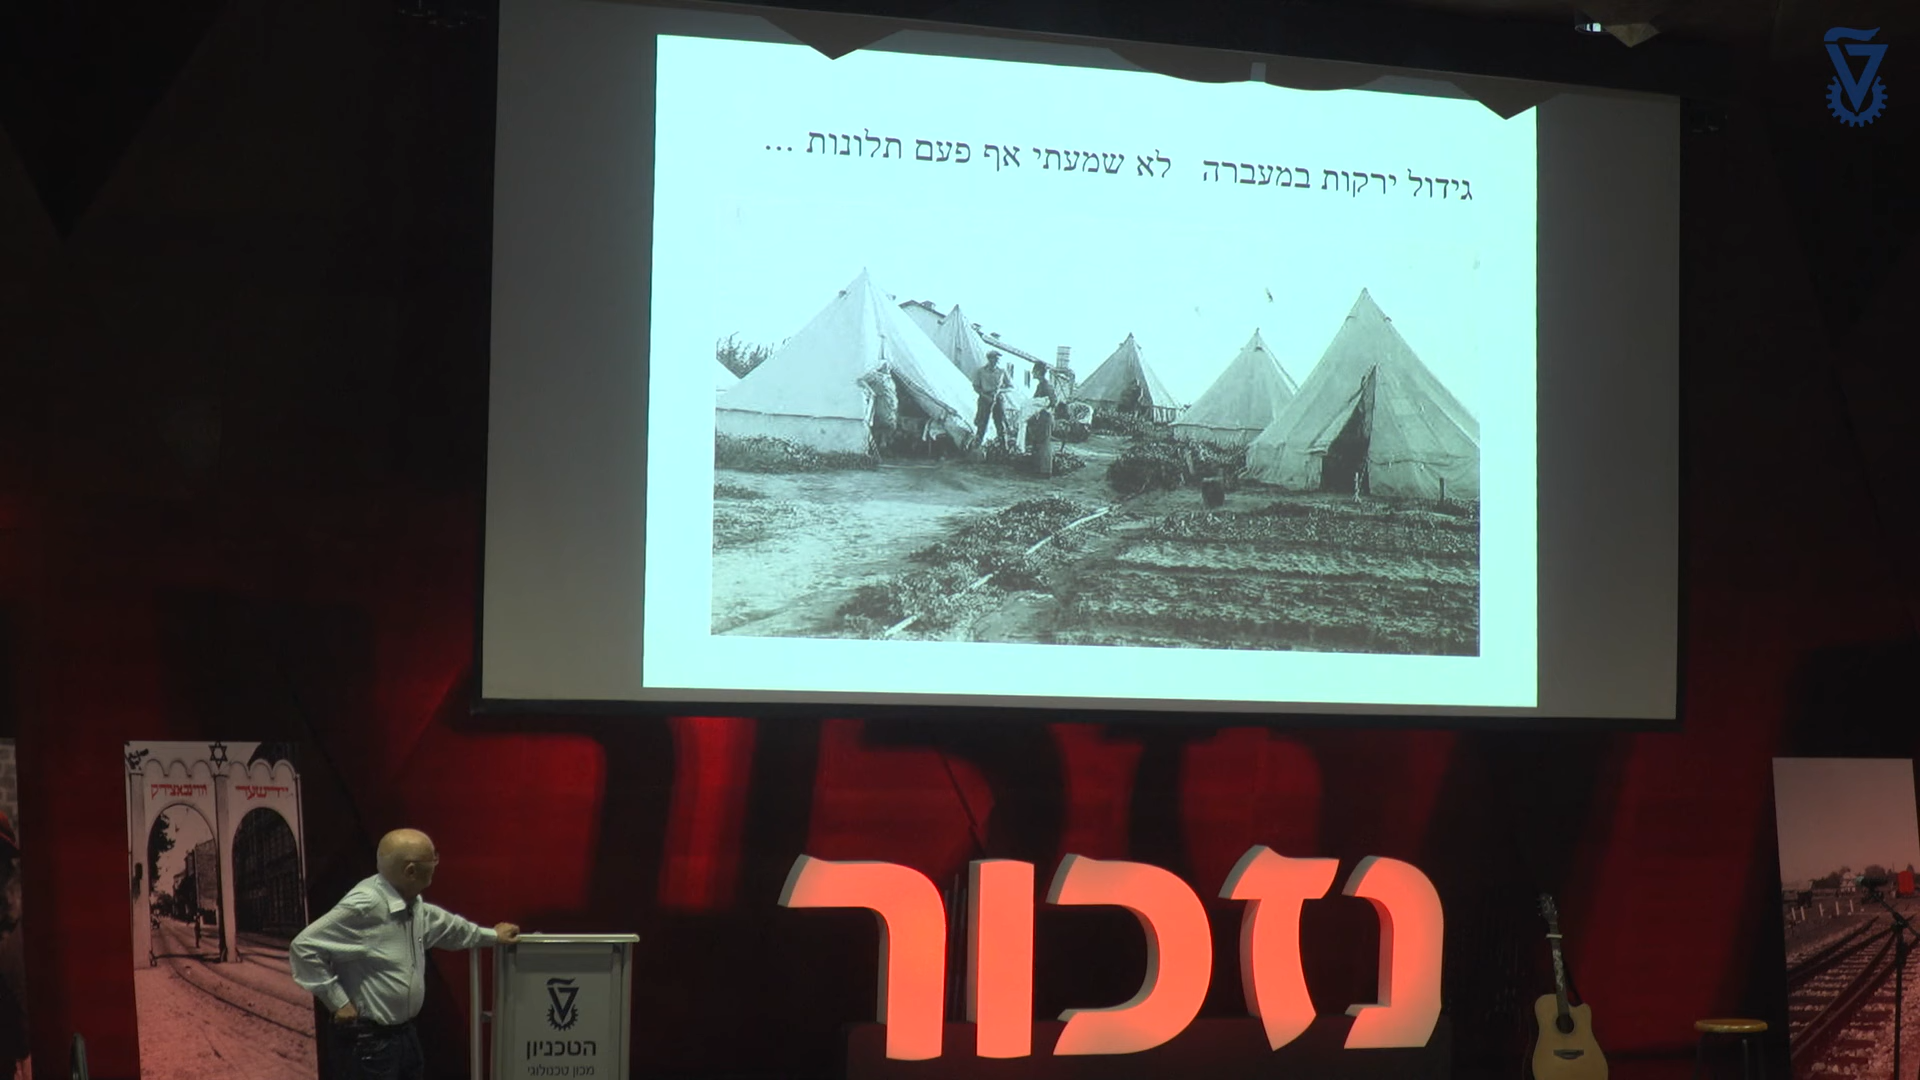 גידול ירקות במעברה   לא שמעתי אף פעם תלונות ...
נזכור
הטכניון
מכון טכנולוגי